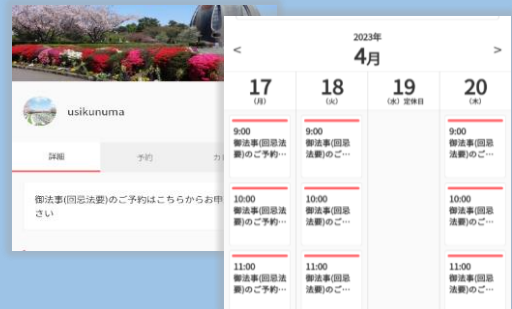 usikunuma
詳細
予約
カレ
御法事(回忌法要)のご予約はこちらからお申
さい
<
2023年
4月
>
17
(月)
18
(火)
19
(水) 定休日
20
(木)
9:00
御法事(回忌法
要)のご予約…
9:00
御法事(回忌
法要)のご…
9:00
御法事(回忌
法要)のご…
10:00
御法事(回忌法
要)のご予約…
10:00
御法事(回忌
法要)のご…
10:00
御法事(回忌
法要)のご…
11:00
御法事(回忌法
要)のご予約…
11:00
御法事(回忌
法要)のご…
11:00
御法事(回忌
法要)のご…